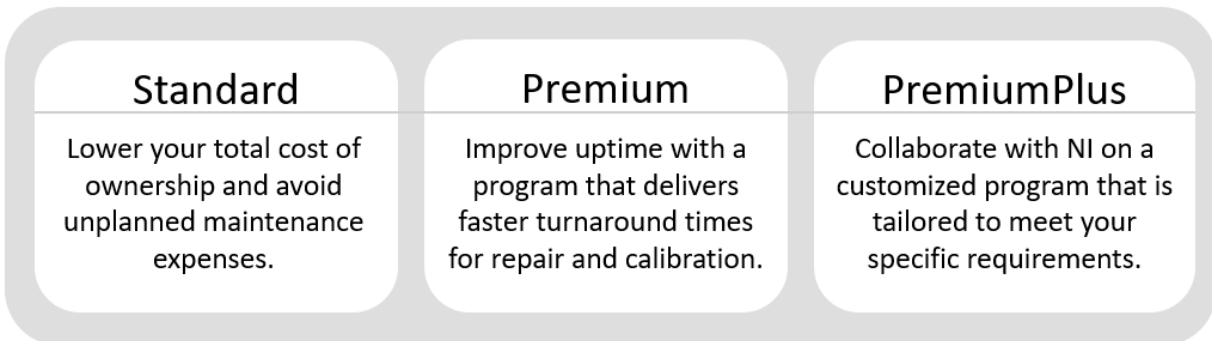 Standard
Lower your total cost of
ownership and avoid
unplanned maintenance
expenses.
Premium
Improve uptime with a
program that delivers
faster turnaround times
for repair and calibration.
PremiumPlus
Collaborate with NI on a
customized program that is
tailored to meet your
specific requirements.